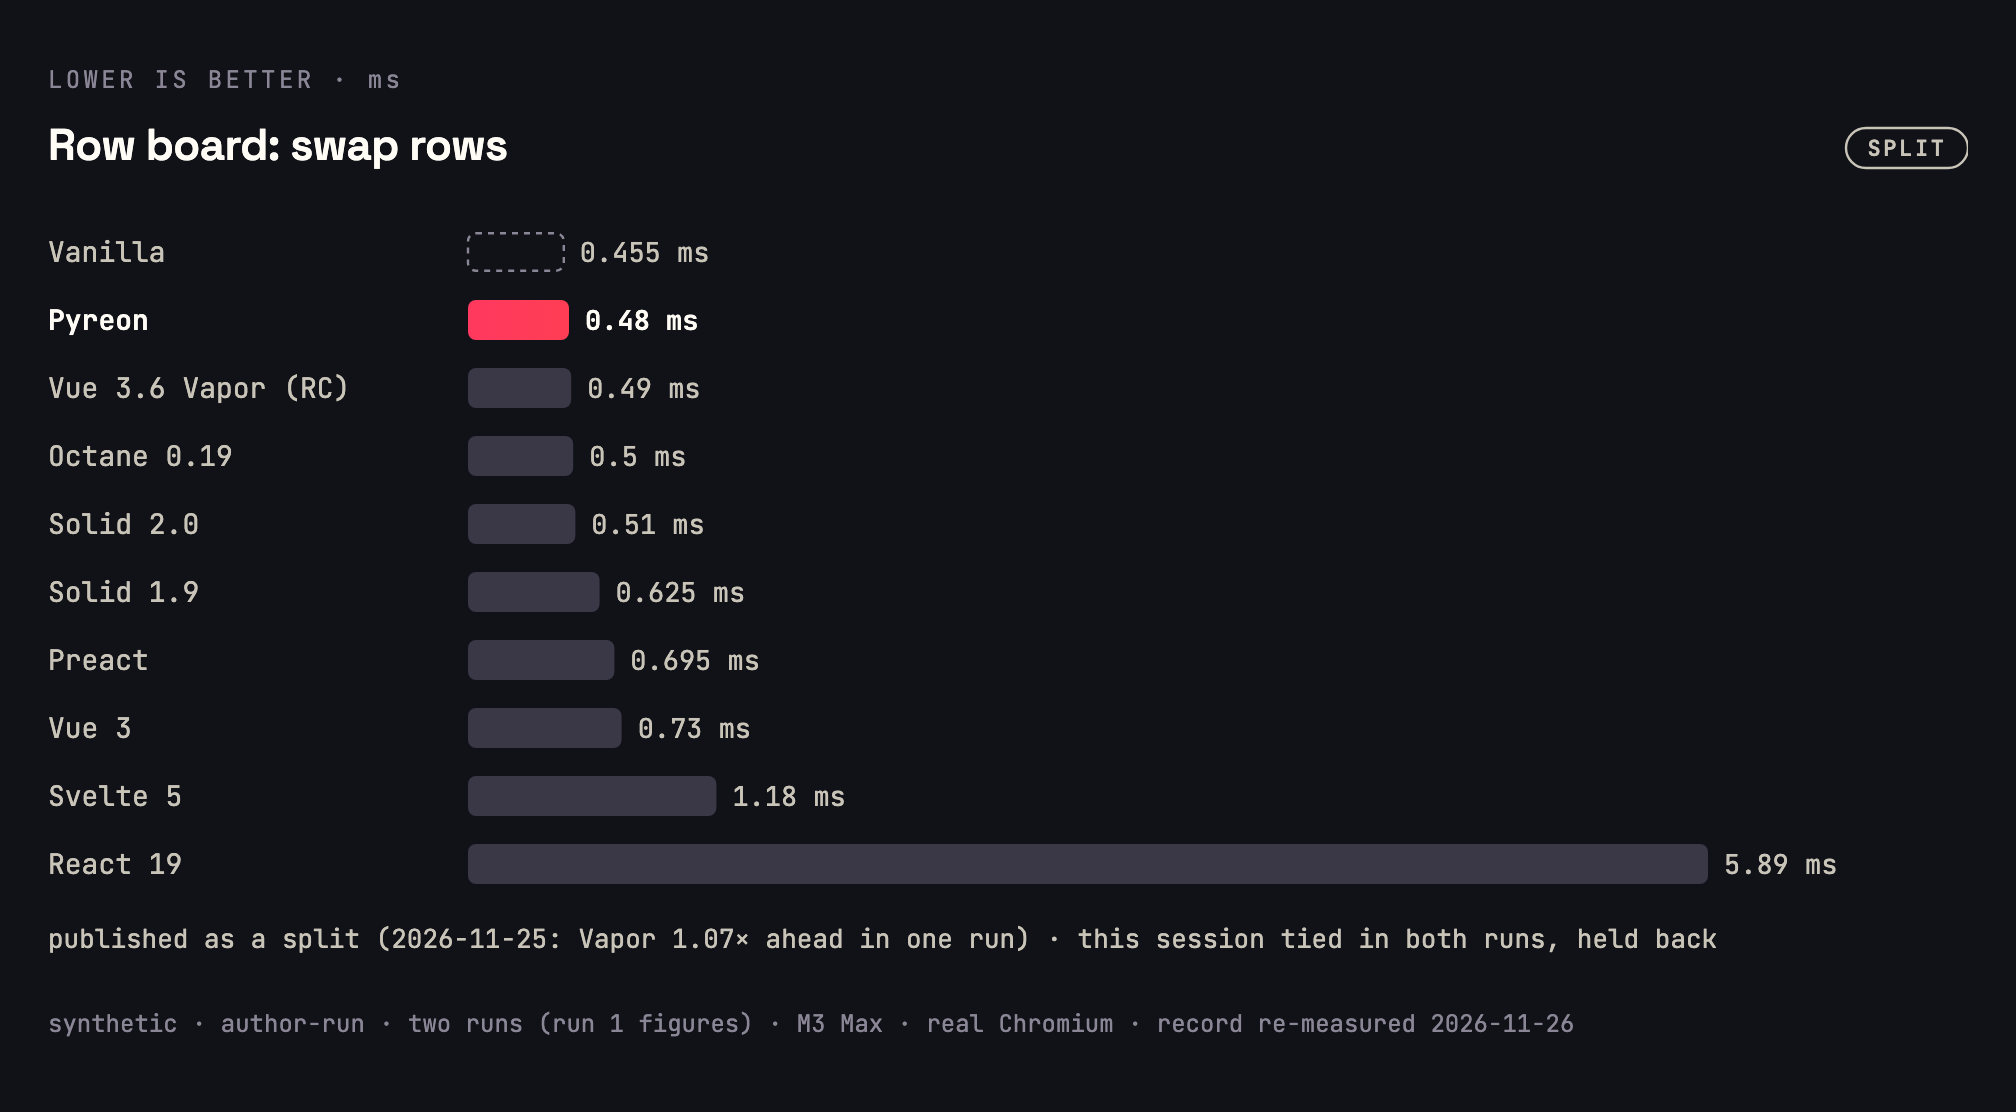 LOWER IS BETTER · ms
Row board: swap rows
SPLIT
Vanilla 0.455 ms
Pyreon 0.48 ms
Vue 3.6 Vapor (RC) 0.49 ms
Octane 0.19 0.5 ms
Solid 2.0 0.51 ms
Solid 1.9 0.625 ms
Preact 0.695 ms
Vue 3 0.73 ms
Svelte 5 1.18 ms
React 19 5.89 ms
published as a split (2026-11-25: Vapor 1.07× ahead in one run) · this session tied in both runs, held back
synthetic · author-run · two runs (run 1 figures) · M3 Max · real Chromium · record re-measured 2026-11-26